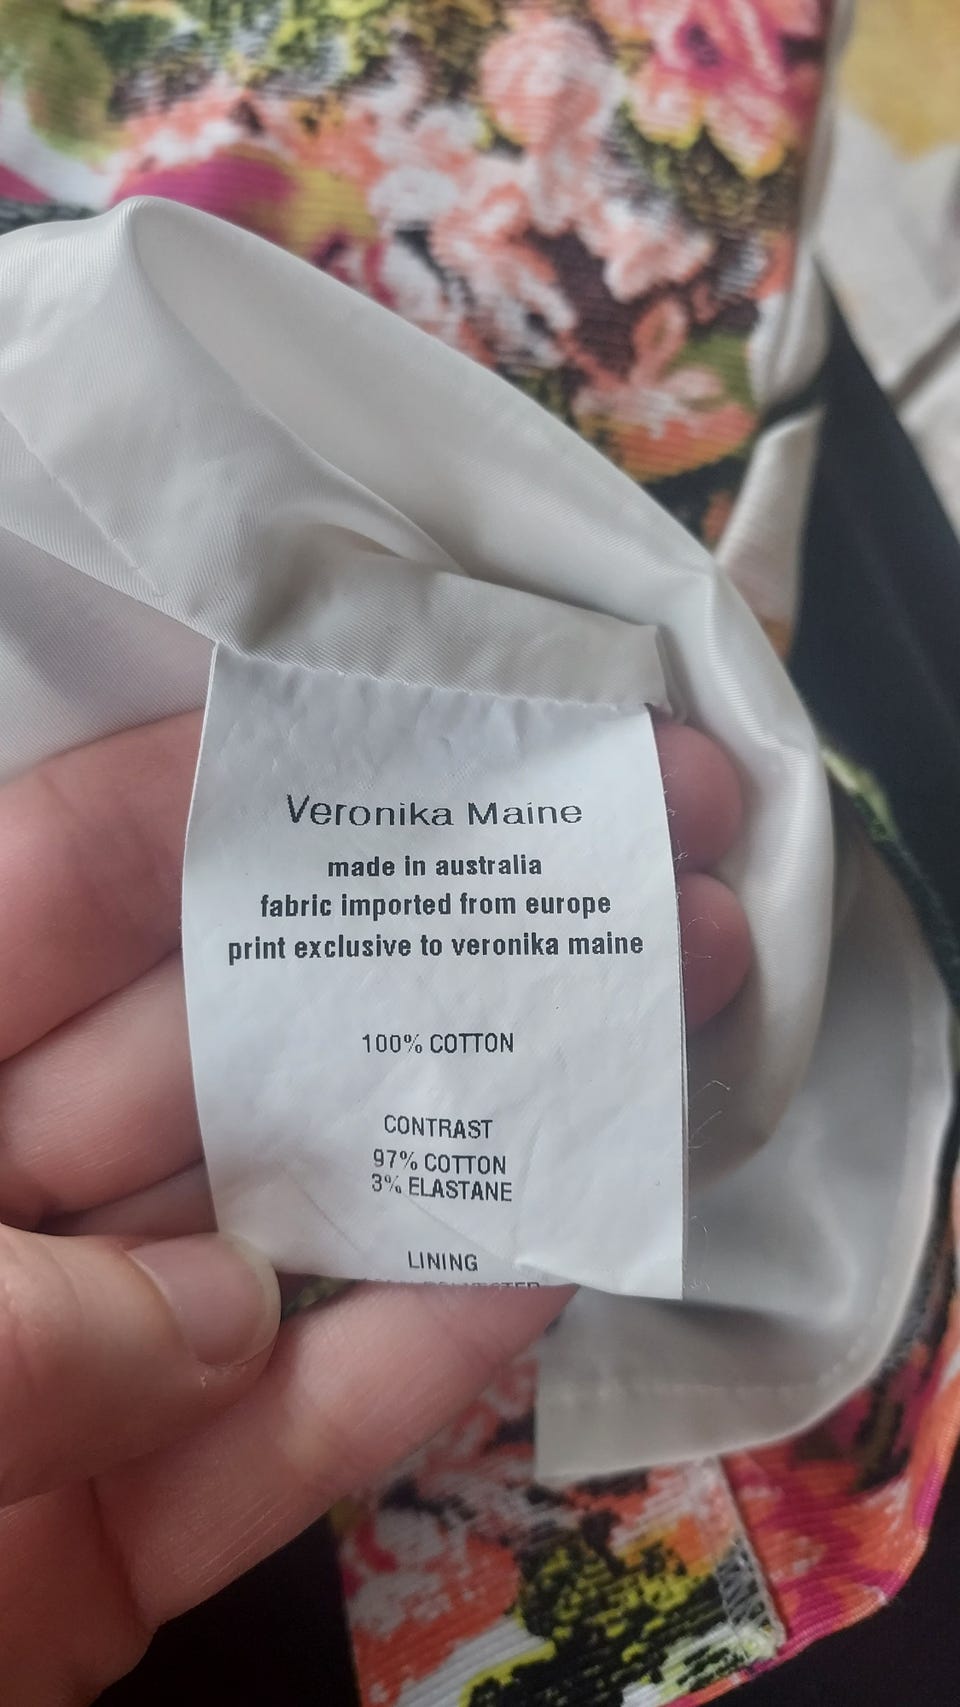 Veronika Maine
made in australia
fabric imported from europe
print exclusive to veronika maine
100% COTTON
CONTRAST
97% COTTON
3% ELASTANE
LINING
POLYESTER